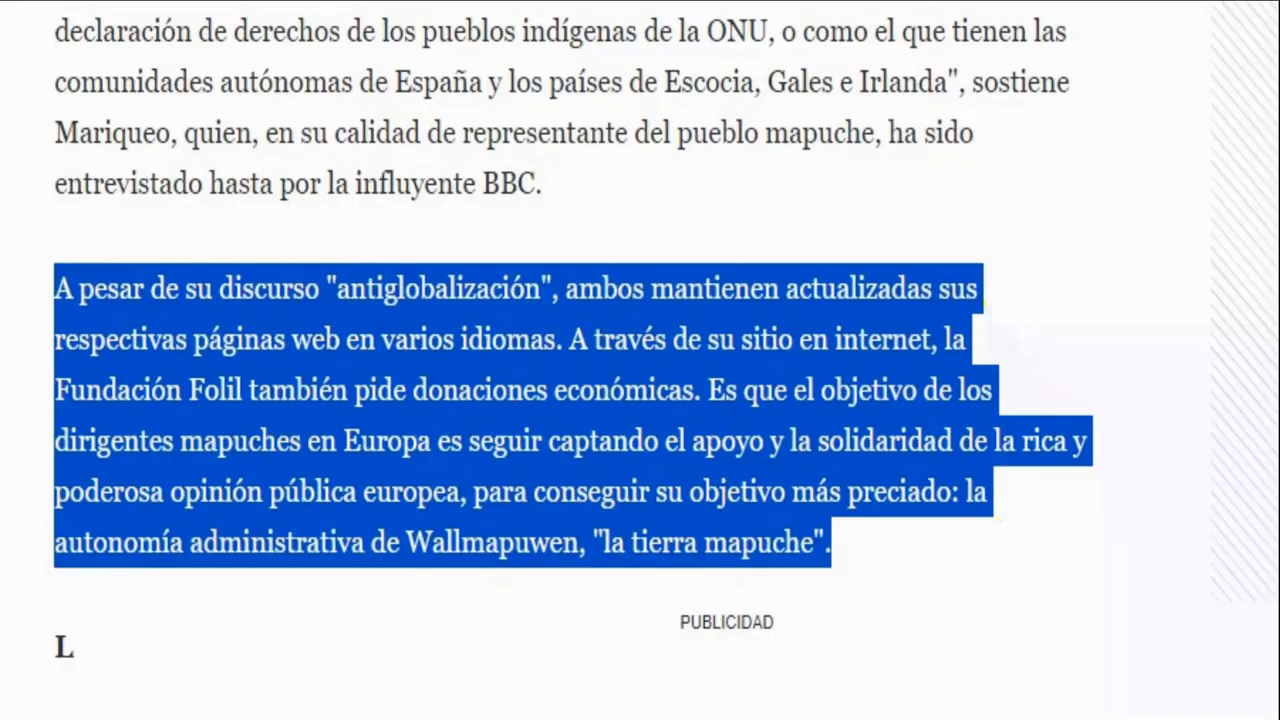 declaración de derechos de los pueblos indígenas de la ONU, o como el que tienen las
comunidades autónomas de España y los países de Escocia, Gales e Irlanda", sostiene
Mariqueo, quien, en su calidad de representante del pueblo mapuche, ha sido
entrevistado hasta por la influyente BBC.
A pesar de su discurso "antiglobalización", ambos mantienen actualizadas sus
respectivas páginas web en varios idiomas. A través de su sitio en internet, la
Fundación Folil también pide donaciones económicas. Es que el objetivo de los
dirigentes mapuches en Europa es seguir captando el apoyo y la solidaridad de la rica y
poderosa opinión pública europea, para conseguir su objetivo más preciado: la
autonomía administrativa de Wallmapuwen, "la tierra mapuche".
PUBLICIDAD
L